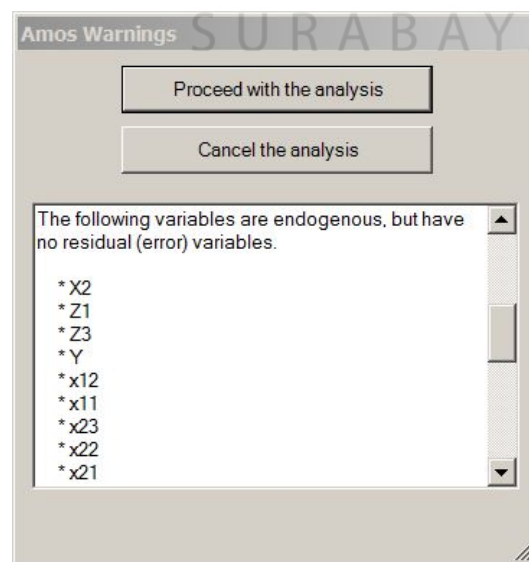 Amos Warnings
SURABAY
Proceed with the analysis
Cancel the analysis
The following variables are endogenous, but have
no residual (error) variables.
* X2
* Z1
* Z3
* Y
* x12
* x11
* x23
* x22
* x21